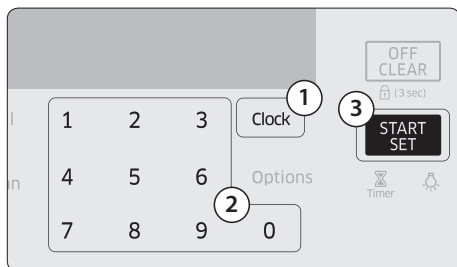 OFF
CLEAR
(3 sec)
1
3
l
1 2 3 Clock
START
SET
n
4 5 6 Options
Timer
2
7 8 9 0